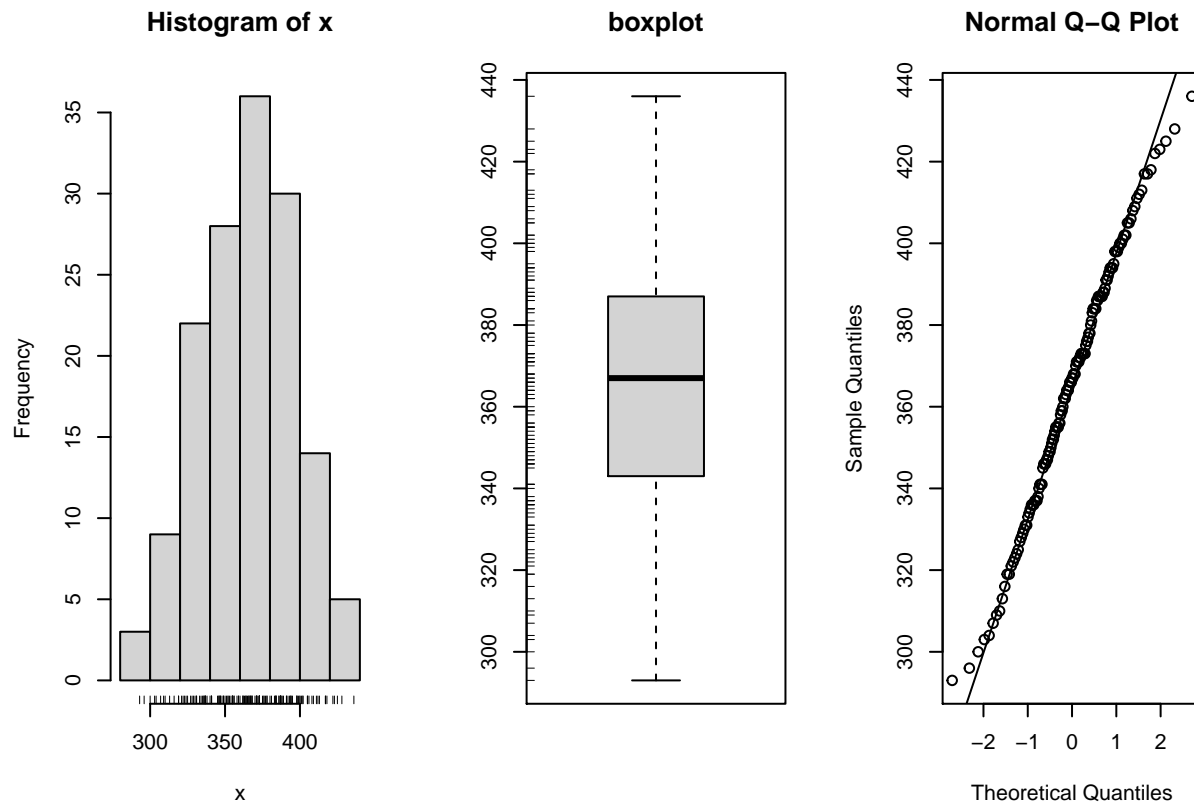 Histogram of x
Frequency
0 5 10 15 20 25 30 35
300 350 400
x
boxplot
300 320 340 360 380 400 420 440
Normal Q−Q Plot
Sample Quantiles
300 320 340 360 380 400 420 440
−2 −1 0 1 2
Theoretical Quantiles